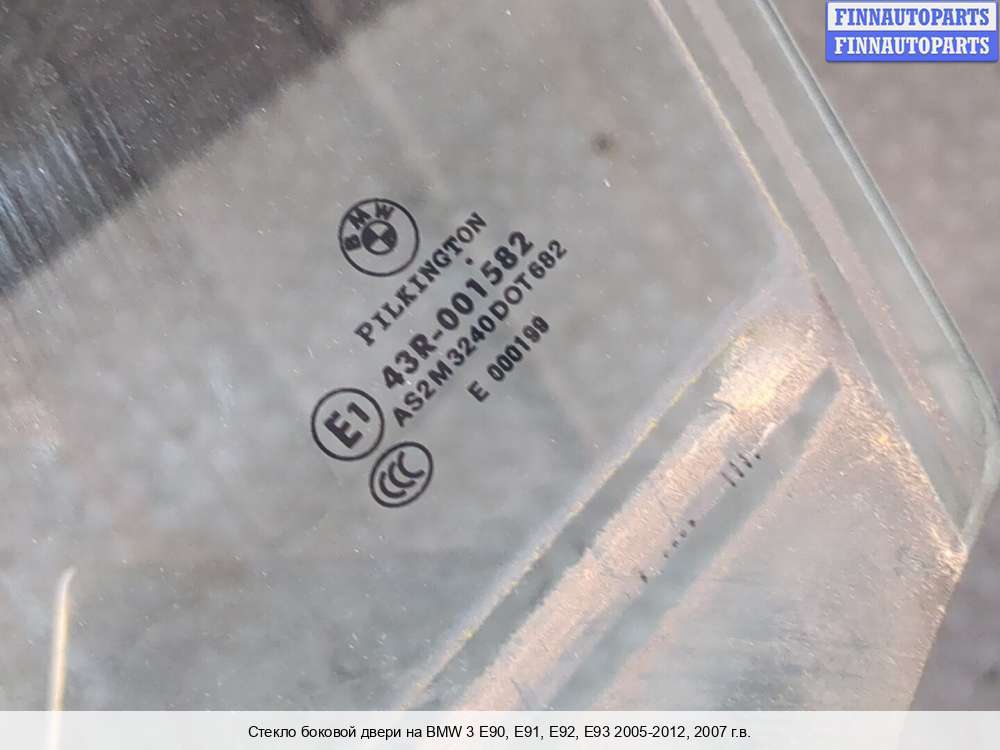 FINNAUTOPARTS
FINNAUTOPARTS
BMW
PILKINGTON
43R-001582
AS2M3240DOT682
E 000199
E1
CCC
Стекло боковой двери на BMW 3 E90, E91, E92, E93 2005-2012, 2007 г.в.